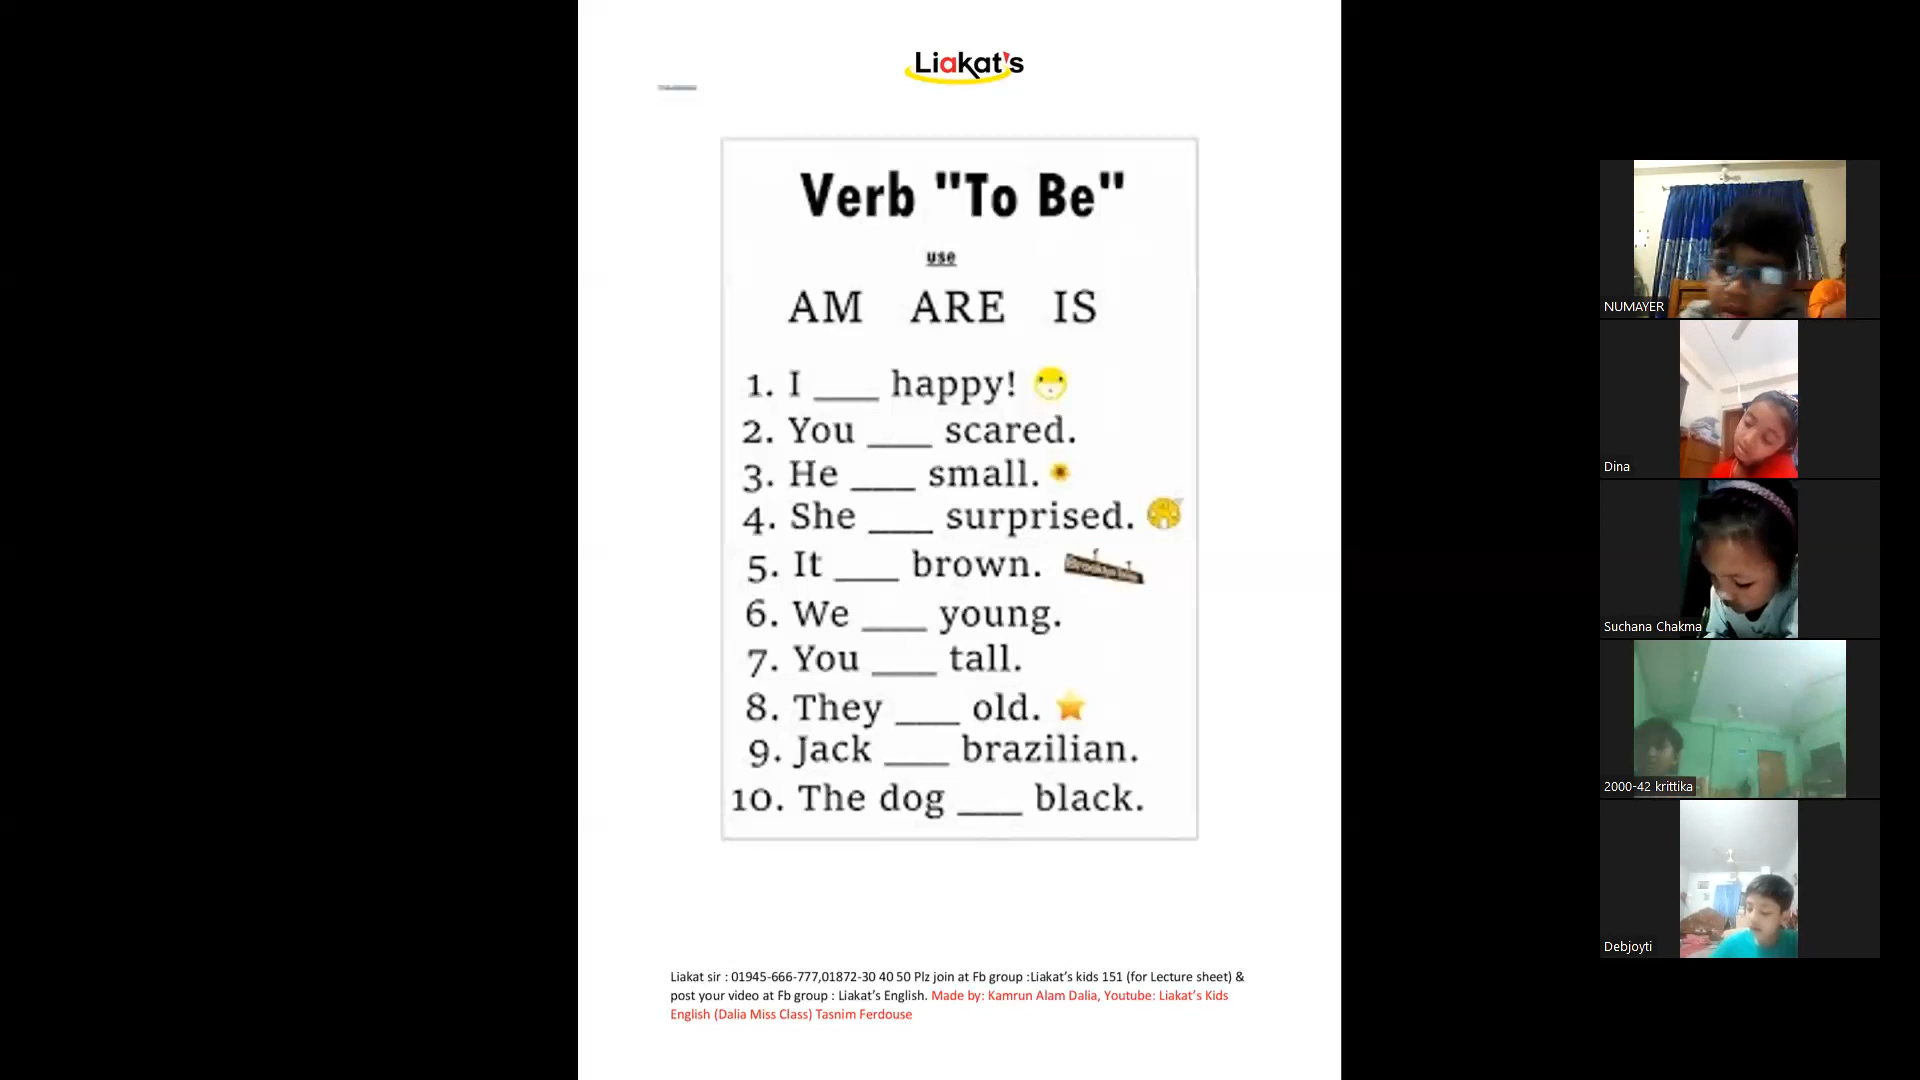 Liakat's
Verb "To Be"
use
AM ARE IS
1. I ___ happy!
2. You ___ scared.
3. He ___ small.
4. She ___ surprised.
5. It ___ brown.
6. We ___ young.
7. You ___ tall.
8. They ___ old.
9. Jack ___ brazilian.
10. The dog ___ black.
Liakat sir : 01945-666-777,01872-30 40 50 Plz join at Fb group :Liakat’s kids 151 (for Lecture sheet) &
post your video at Fb group : Liakat’s English. Made by: Kamrun Alam Dalia, Youtube: Liakat’s Kids
English (Dalia Miss Class) Tasnim Ferdouse
NUMAYER
Dina
Suchana Chakma
2000-42 krittika
Debjoyti